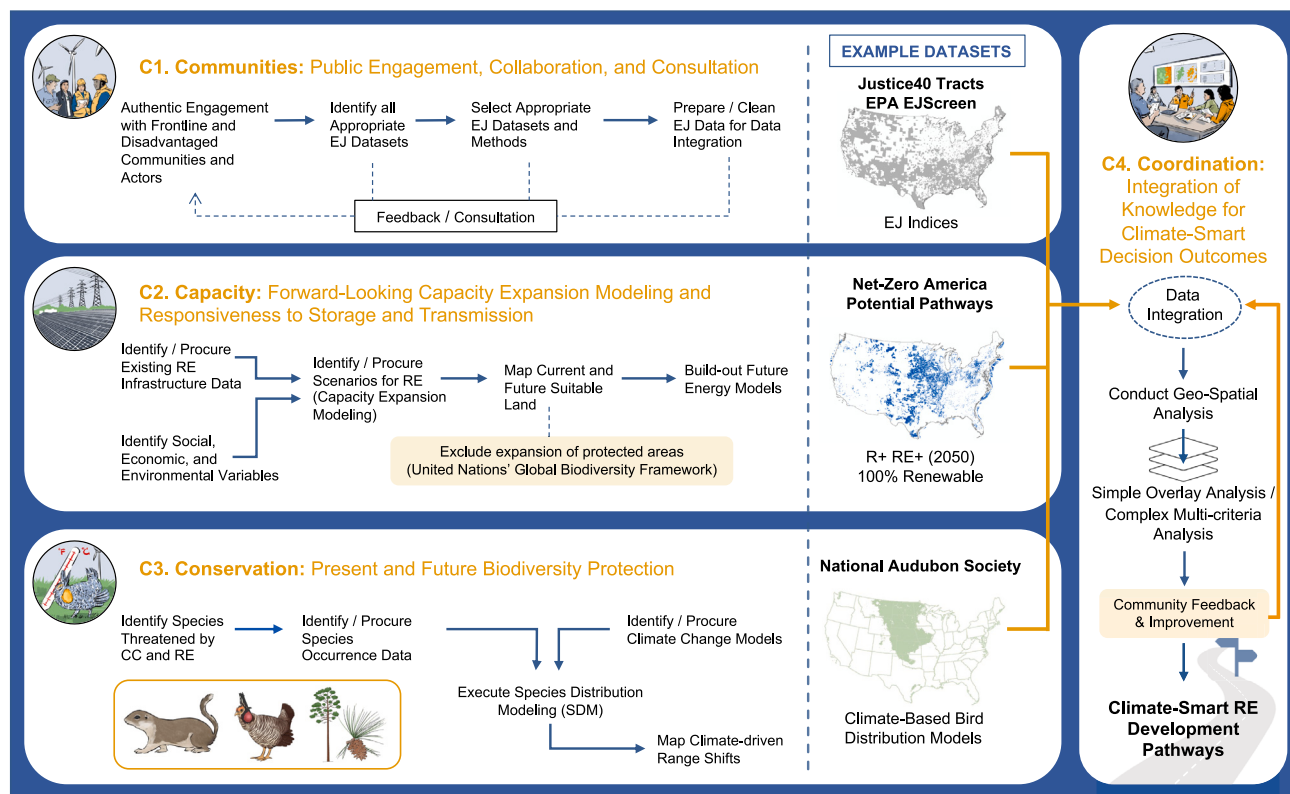 C1. Communities: Public Engagement, Collaboration, and Consultation
Authentic Engagement
with Frontline and
Disadvantaged
Communities and
Actors
Identify all
Appropriate
EJ Datasets
Select Appropriate
EJ Datasets and
Methods
Prepare / Clean
EJ Data for Data
Integration
Feedback / Consultation
EXAMPLE DATASETS
Justice40 Tracts
EPA EJScreen
EJ Indices
C2. Capacity: Forward-Looking Capacity Expansion Modeling and
Responsiveness to Storage and Transmission
Identify / Procure
Existing RE
Infrastructure Data
Identify Social,
Economic, and
Environmental Variables
Identify / Procure
Scenarios for RE
(Capacity Expansion
Modeling)
Map Current and
Future Suitable
Land
Build-out Future
Energy Models
Exclude expansion of protected areas
(United Nations' Global Biodiversity Framework)
Net-Zero America
Potential Pathways
R+ RE+ (2050)
100% Renewable
°F
°C
C3. Conservation: Present and Future Biodiversity Protection
Identify Species
Threatened by
CC and RE
Identify / Procure
Species
Occurrence Data
Identify / Procure
Climate Change Models
Execute Species Distribution
Modeling (SDM)
Map Climate-driven
Range Shifts
National Audubon Society
Climate-Based Bird
Distribution Models
C4. Coordination:
Integration of
Knowledge for
Climate-Smart
Decision Outcomes
Data
Integration
Conduct Geo-Spatial
Analysis
Simple Overlay Analysis /
Complex Multi-criteria
Analysis
Community Feedback
& Improvement
Climate-Smart RE
Development
Pathways